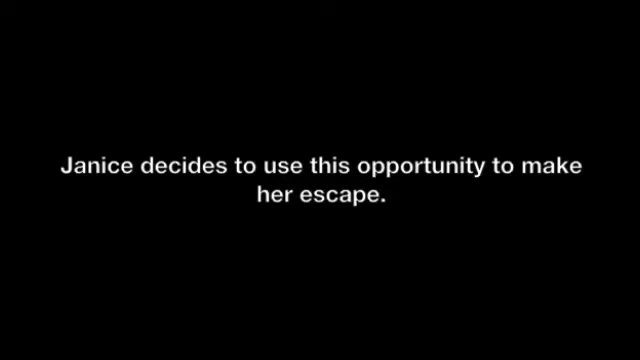 Janice decides to use this opportunity to make
her escape.